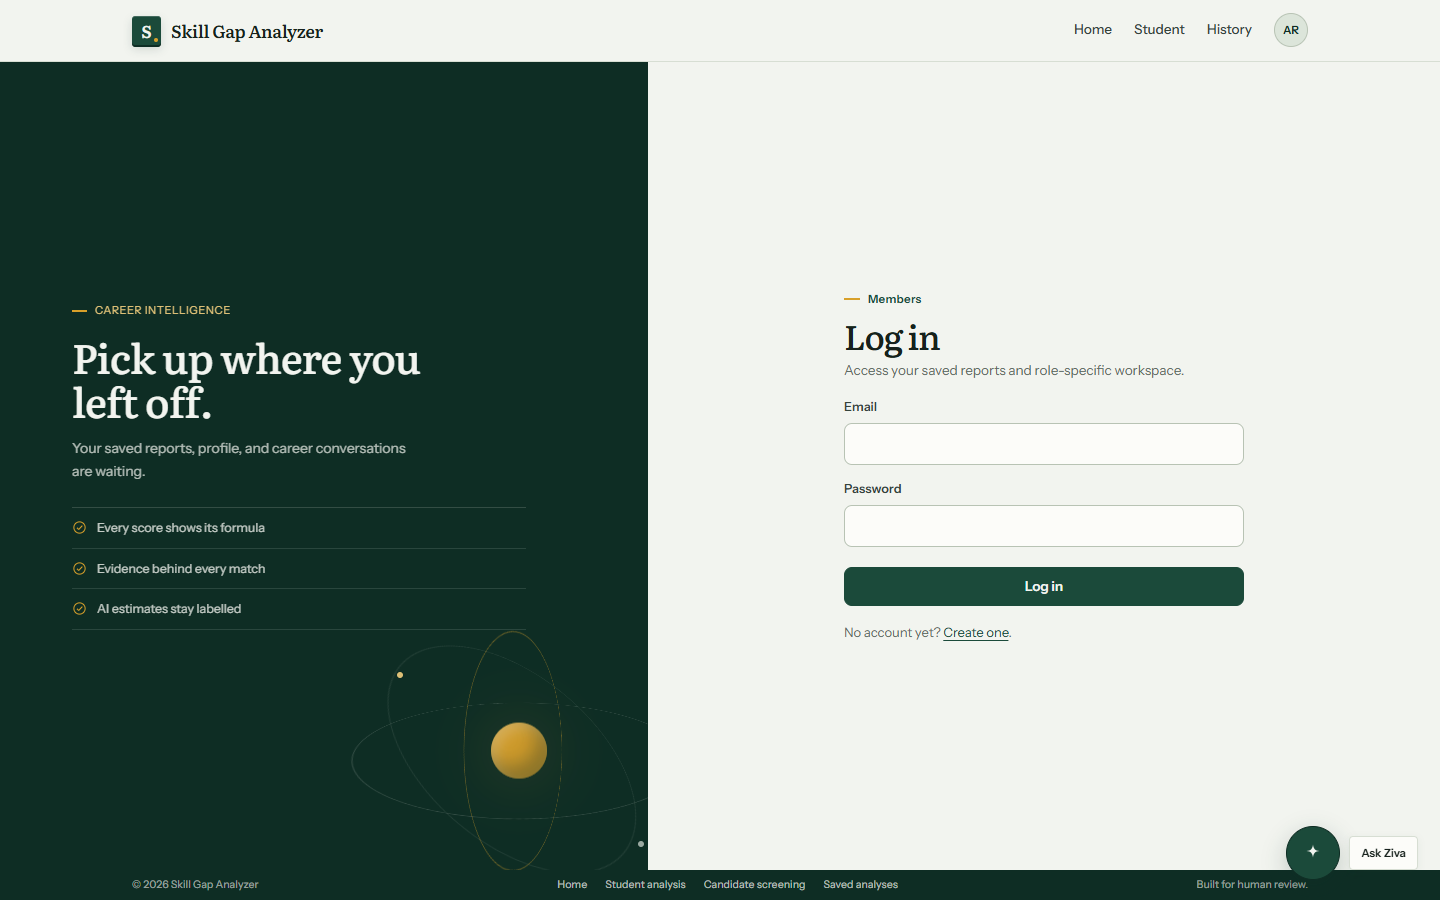 S.
Skill Gap Analyzer
Home
Student
History
AR
CAREER INTELLIGENCE
Pick up where you
left off.
Your saved reports, profile, and career conversations
are waiting.
Every score shows its formula
Evidence behind every match
AI estimates stay labelled
Members
Log in
Access your saved reports and role-specific workspace.
Email
Password
Log in
No account yet? Create one.
Ask Ziva
© 2026 Skill Gap Analyzer
Home
Student analysis
Candidate screening
Saved analyses
Built for human review.